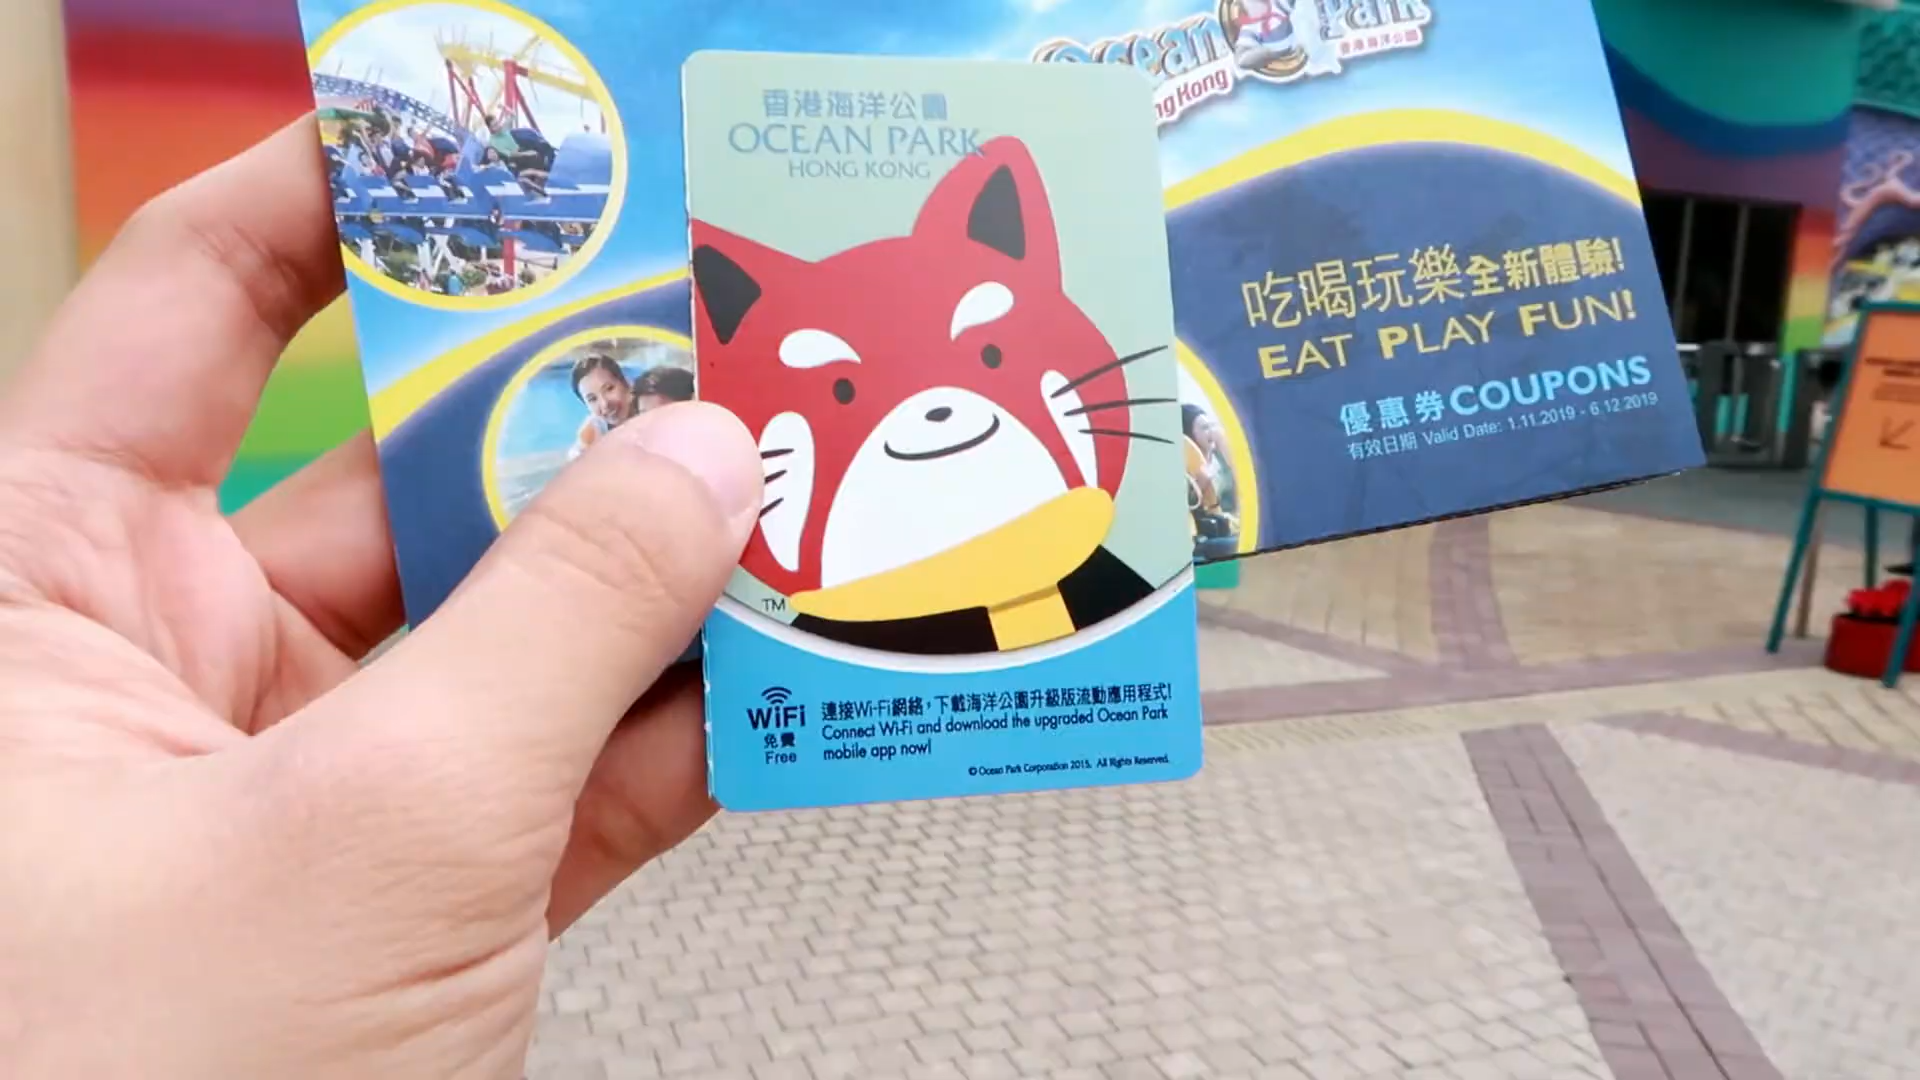 Ocean Park
Hong Kong
香港海洋公園
香港海洋公園
OCEAN PARK
HONG KONG
吃喝玩樂全新體驗!
EAT PLAY FUN!
優惠券 COUPONS
有效日期 Valid Date: 1.11.2019 - 6.12.2019
TM
WiFi
免費
Free
連接Wi-Fi網絡，下載海洋公園升級版流動應用程式!
Connect Wi-Fi and download the upgraded Ocean Park
mobile app now!
© Ocean Park Corporation 2015. All Rights Reserved.